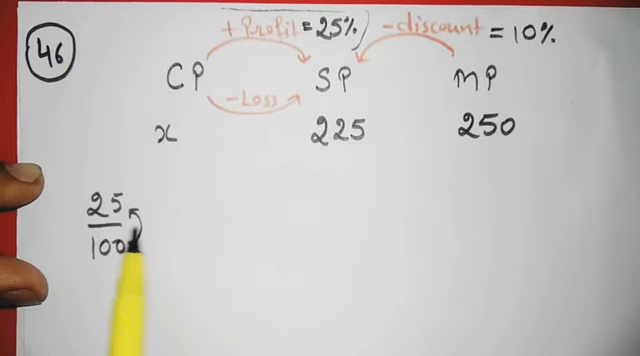 46
+ Profit = 25% - discount = 10%
CP SP MP
- Loss
x 225 250
25
100